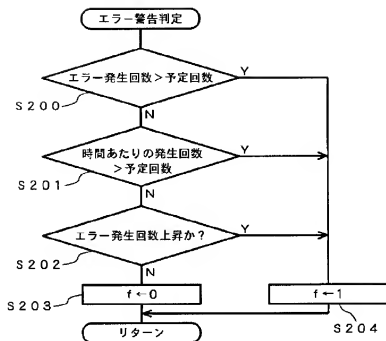 エラー警告判定
エラー発生回数＞予定回数
Y
S200
N
時間あたりの発生回数
＞予定回数
Y
S201
N
エラー発生回数上昇か？
Y
S202
N
S203
f←0
f←1
S204
リターン